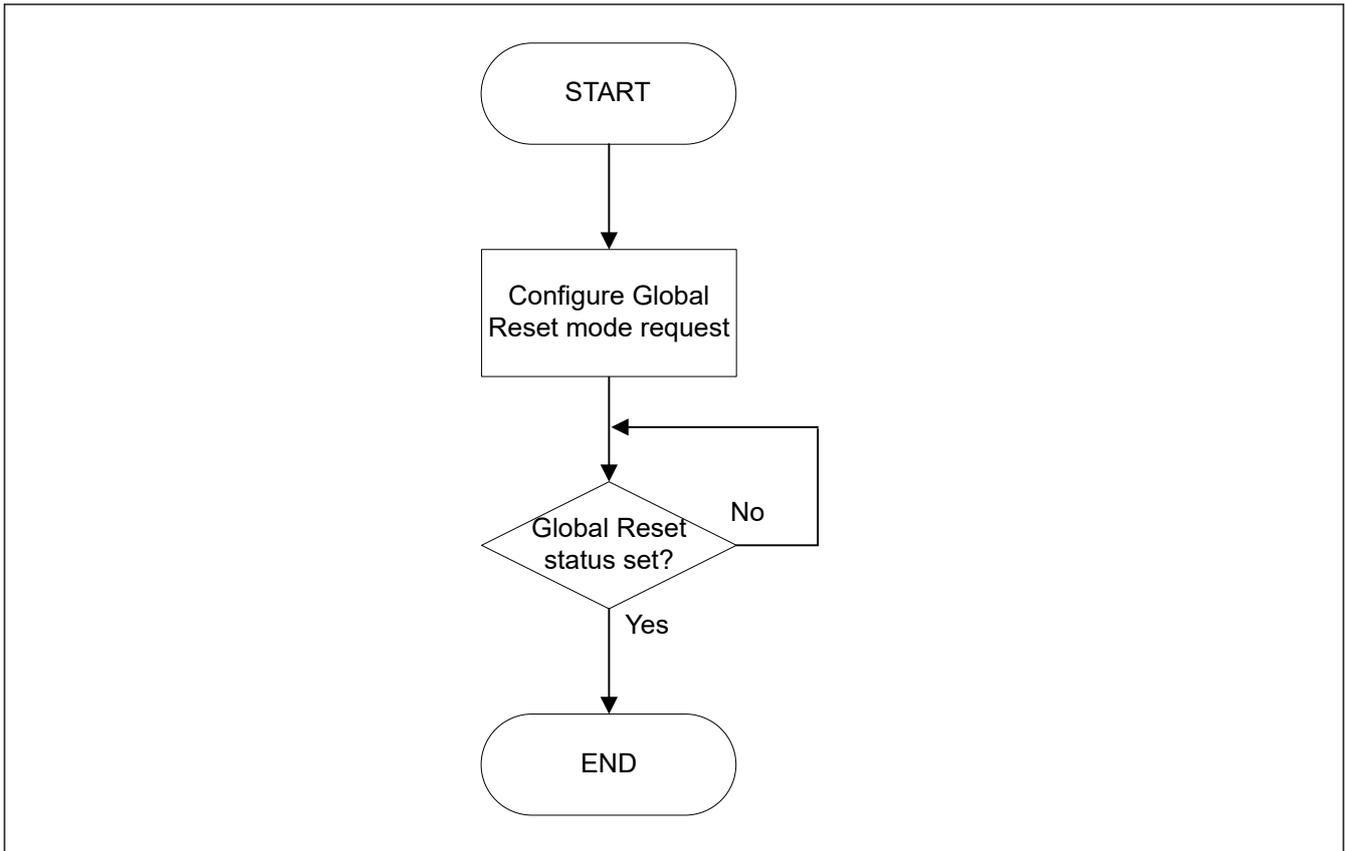 START
Configure Global
Reset mode request
No
Global Reset
status set?
Yes
END